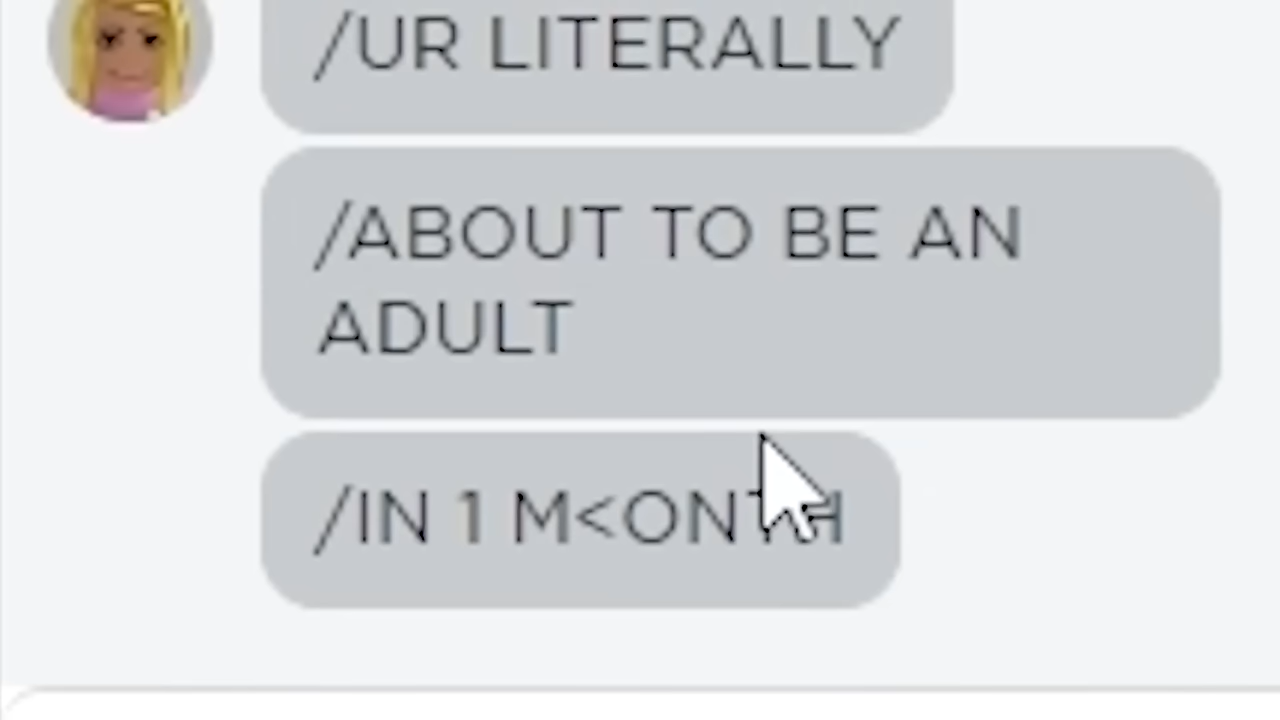 /UR LITERALLY
/ABOUT TO BE AN
ADULT
/IN 1 M<ONTH